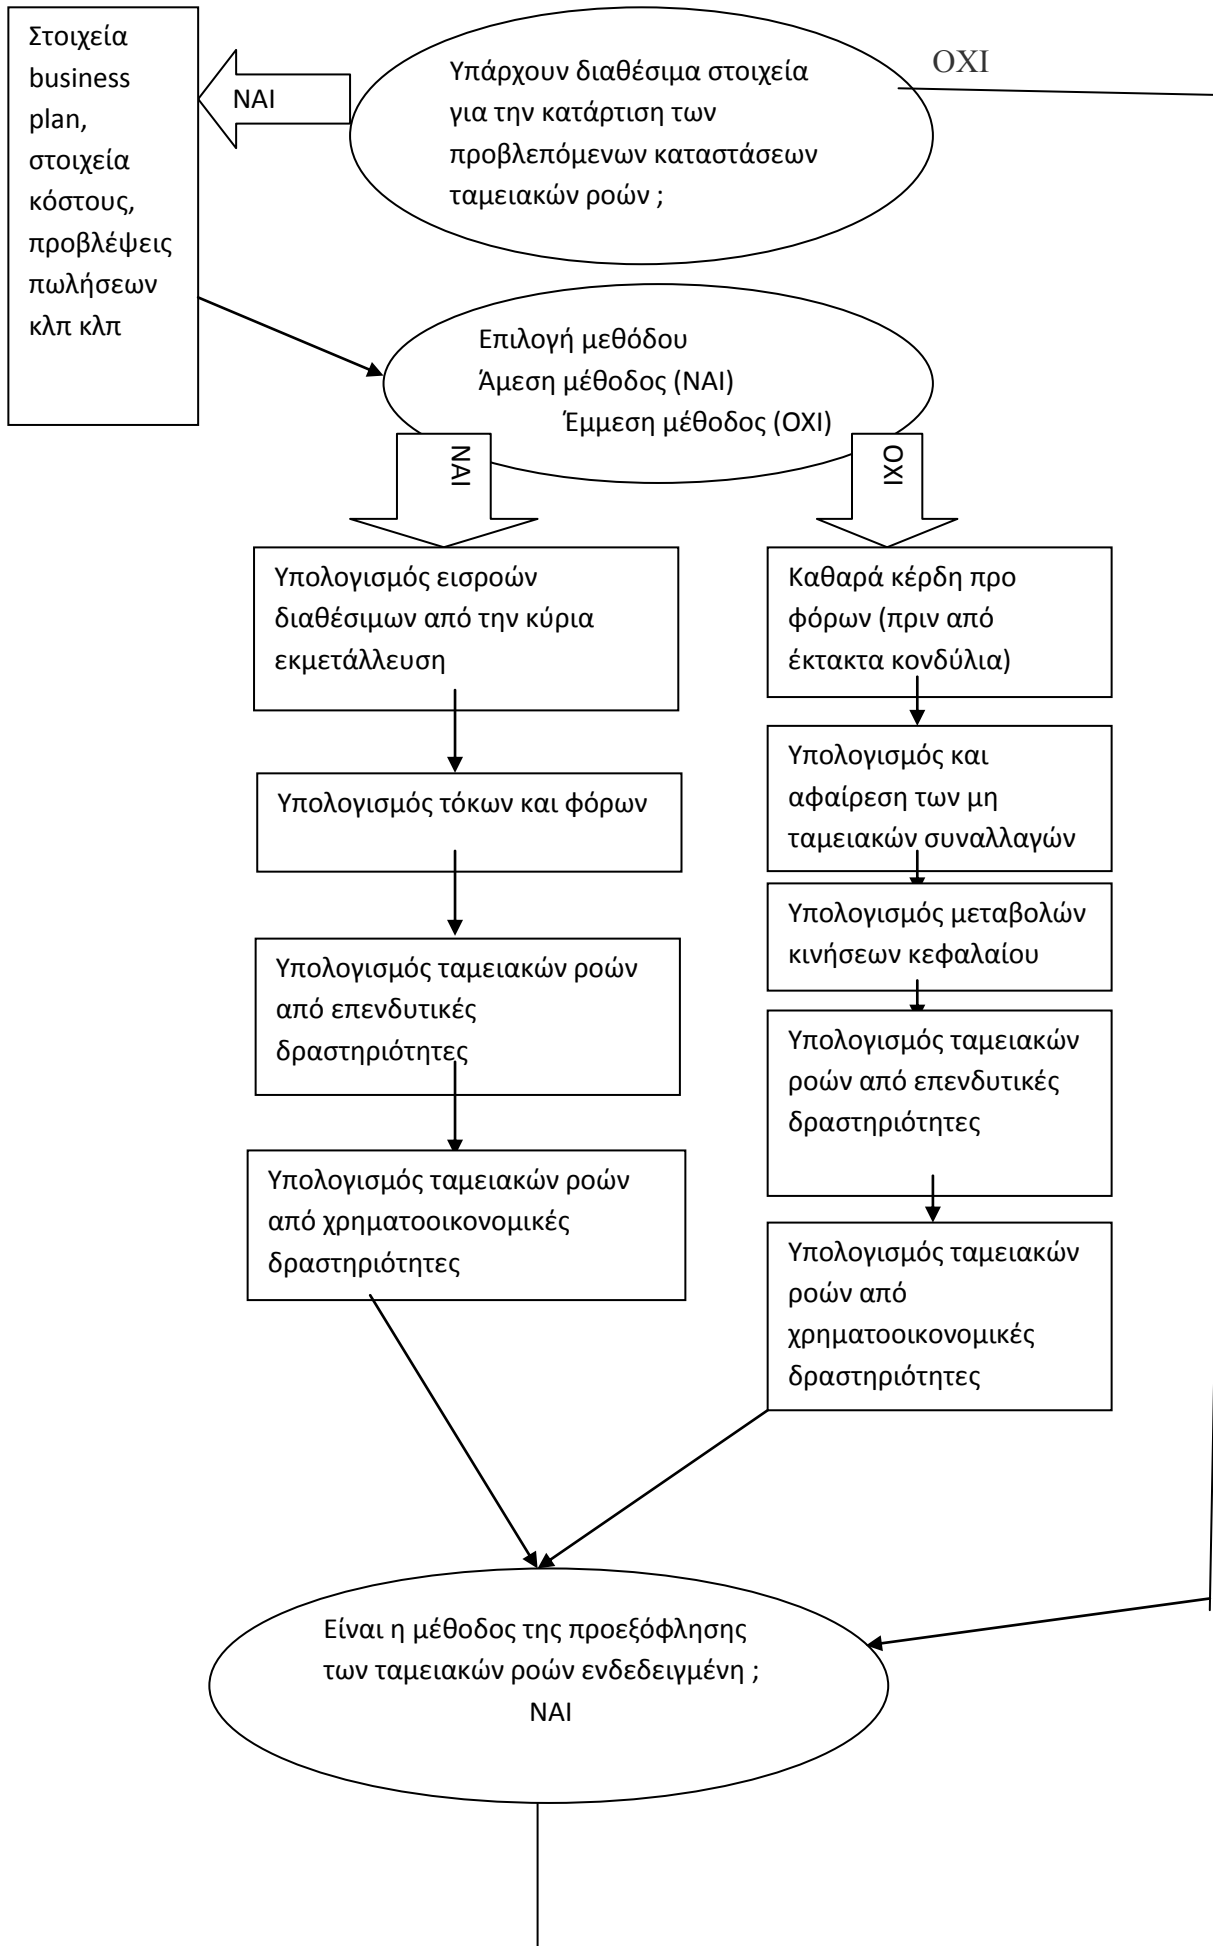 Στοιχεία
business
plan,
στοιχεία
κόστους,
προβλέψεις
πωλήσεων
κλπ κλπ
ΝΑΙ
Υπάρχουν διαθέσιμα στοιχεία
για την κατάρτιση των
προβλεπόμενων καταστάσεων
ταμειακών ροών ;
ΟΧΙ
Επιλογή μεθόδου
Άμεση μέθοδος (ΝΑΙ)
Έμμεση μέθοδος (ΟΧΙ)
ΝΑΙ
ΟΧΙ
Υπολογισμός εισροών
διαθέσιμων από την κύρια
εκμετάλλευση
Υπολογισμός τόκων και φόρων
Υπολογισμός ταμειακών ροών
από επενδυτικές
δραστηριότητες
Υπολογισμός ταμειακών ροών
από χρηματοοικονομικές
δραστηριότητες
Καθαρά κέρδη προ
φόρων (πριν από
έκτακτα κονδύλια)
Υπολογισμός και
αφαίρεση των μη
ταμειακών συναλλαγών
Υπολογισμός μεταβολών
κινήσεων κεφαλαίου
Υπολογισμός ταμειακών
ροών από επενδυτικές
δραστηριότητες
Υπολογισμός ταμειακών
ροών από
χρηματοοικονομικές
δραστηριότητες
Είναι η μέθοδος της προεξόφλησης
των ταμειακών ροών ενδεδειγμένη ;
ΝΑΙ